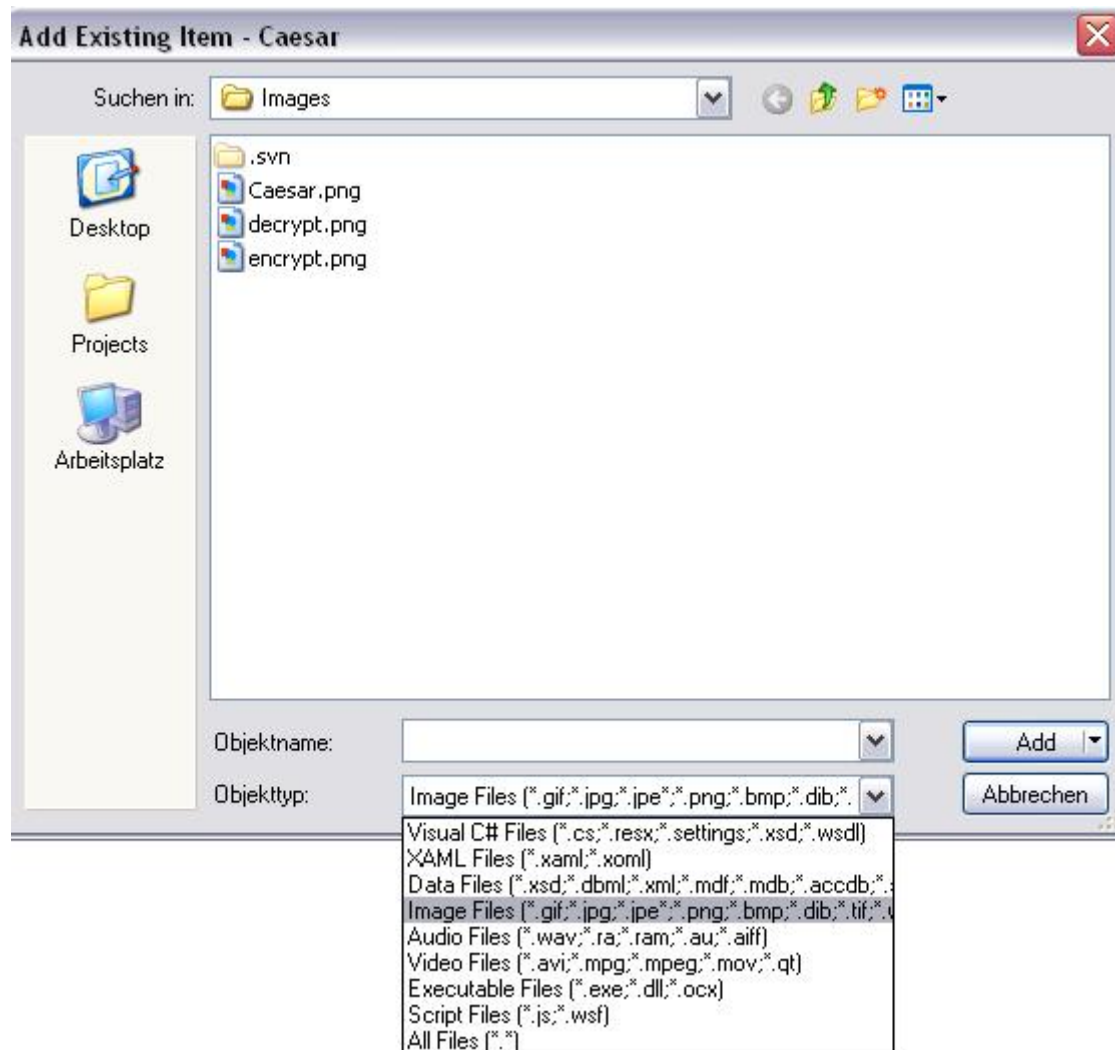 Add Existing Item - Caesar
Suchen in:
Images
.svn
Caesar.png
decrypt.png
encrypt.png
Desktop
Projects
Arbeitsplatz
Objektname:
Add
Objekttyp:
Image Files (*.gif;*.jpg;*.jpe*;*.png;*.bmp;*.dib;*.
Abbrechen
Visual C# Files (*.cs;*.resx;*.settings;*.xsd;*.wsdl)
XAML Files (*.xaml;*.xoml)
Data Files (*.xsd;*.dbml;*.xml;*.mdf;*.mdb;*.accdb;*.
Image Files (*.gif;*.jpg;*.jpe*;*.png;*.bmp;*.dib;*.tif;*.
Audio Files (*.wav;*.ra;*.ram;*.au;*.aiff)
Video Files (*.avi;*.mpg;*.mpeg;*.mov;*.qt)
Executable Files (*.exe;*.dll;*.ocx)
Script Files (*.js;*.wsf)
All Files (*.*)